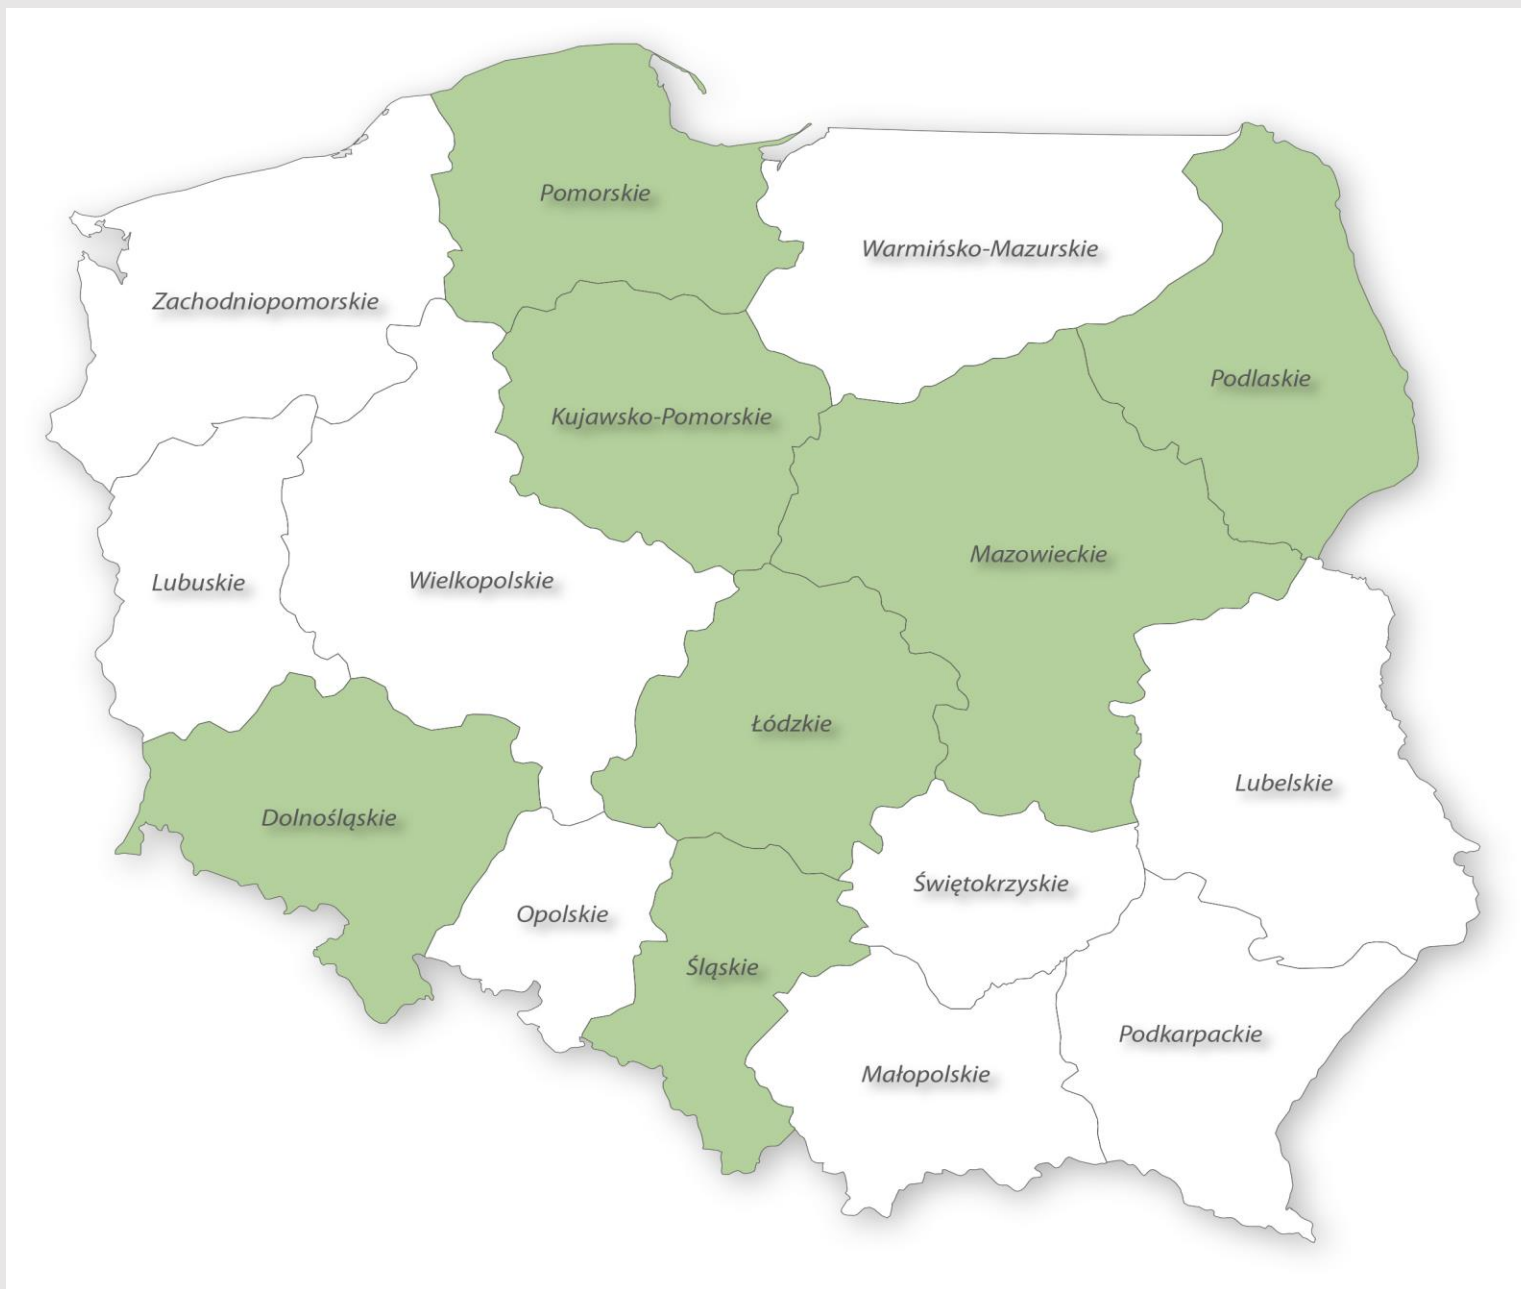 Pomorskie
Warmińsko-Mazurskie
Zachodniopomorskie
Podlaskie
Kujawsko-Pomorskie
Mazowieckie
Lubuskie
Wielkopolskie
Łódzkie
Lubelskie
Dolnośląskie
Świętokrzyskie
Opolskie
Śląskie
Podkarpackie
Małopolskie